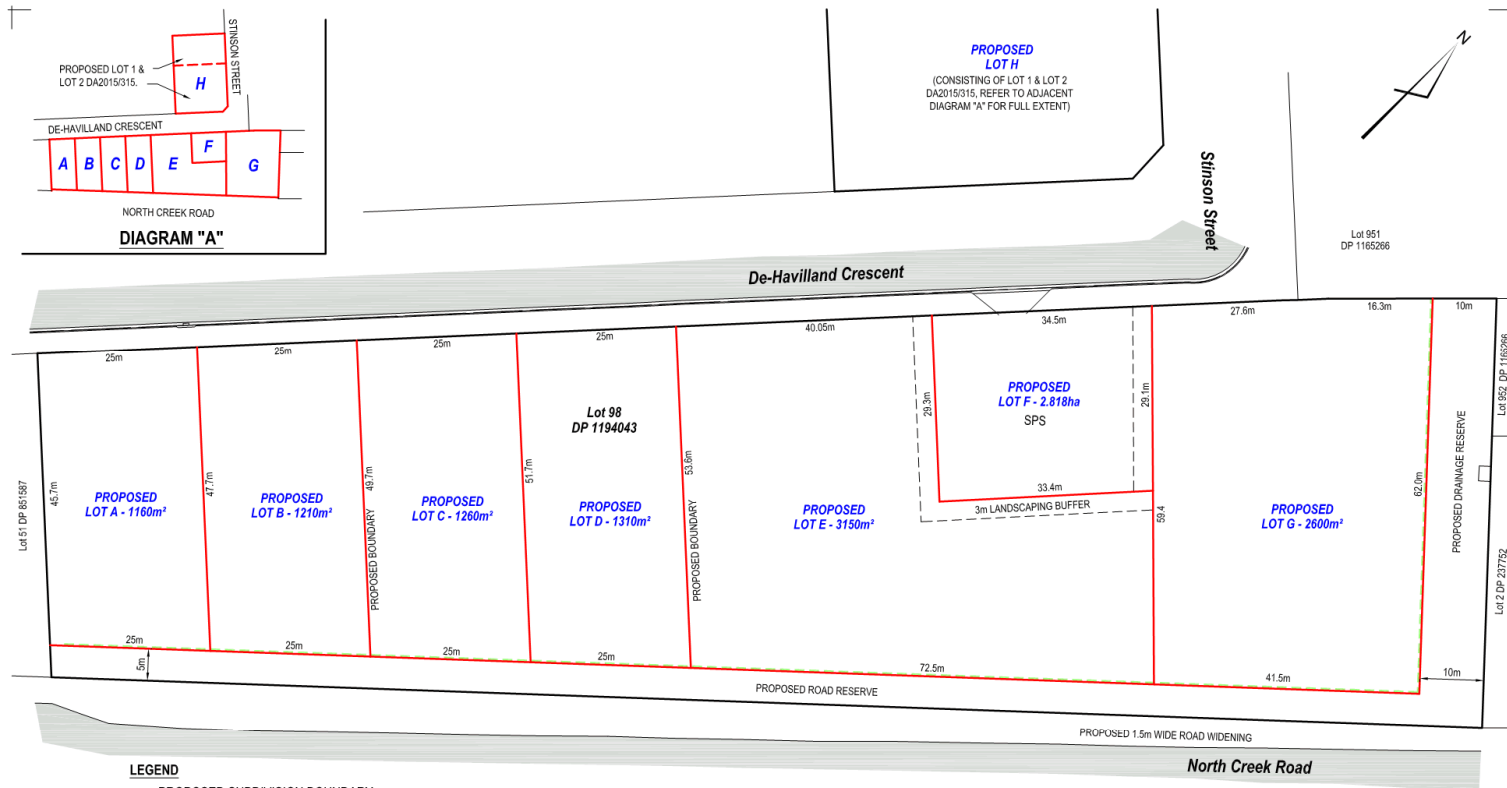 STINSON STREET
PROPOSED LOT 1 &
LOT 2 DA2015/315.
H
DE-HAVILLAND CRESCENT
A
B
C
D
E
F
G
NORTH CREEK ROAD
DIAGRAM "A"
PROPOSED
LOT H
(CONSISTING OF LOT 1 & LOT 2
DA2015/315, REFER TO ADJACENT
DIAGRAM "A" FOR FULL EXTENT)
N
Stinson Street
Lot 951
DP 1165266
De-Havilland Crescent
25m
25m
25m
25m
40.05m
34.5m
27.6m
16.3m
10m
Lot 51 DP 851587
45.7m
PROPOSED
LOT A - 1160m²
47.7m
PROPOSED
LOT B - 1210m²
49.7m
PROPOSED BOUNDARY
PROPOSED
LOT C - 1260m²
51.7m
Lot 98
DP 1194043
PROPOSED
LOT D - 1310m²
53.6m
PROPOSED BOUNDARY
PROPOSED
LOT E - 3150m²
29.3m
PROPOSED
LOT F - 2.818ha
SPS
29.1m
33.4m
3m LANDSCAPING BUFFER
59.4
PROPOSED
LOT G - 2600m²
62.0m
PROPOSED DRAINAGE RESERVE
Lot 952 DP 1165266
Lot 2 DP 237752
25m
25m
25m
25m
72.5m
41.5m
10m
5m
PROPOSED ROAD RESERVE
PROPOSED 1.5m WIDE ROAD WIDENING
North Creek Road
LEGEND
PROPOSED SUBDIVISION BOUNDARY